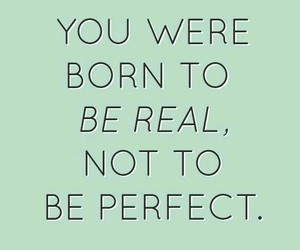 YOU WERE
BORN TO
BE REAL,
NOT TO
BE PERFECT.